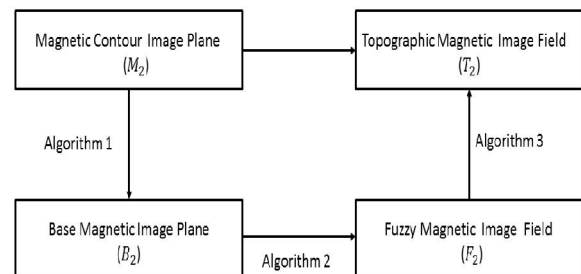 Magnetic Contour Image Plane
(M₂)
Topographic Magnetic Image Field
(T₂)
Algorithm 1
Algorithm 3
Base Magnetic Image Plane
(B₂)
Algorithm 2
Fuzzy Magnetic Image Field
(F₂)